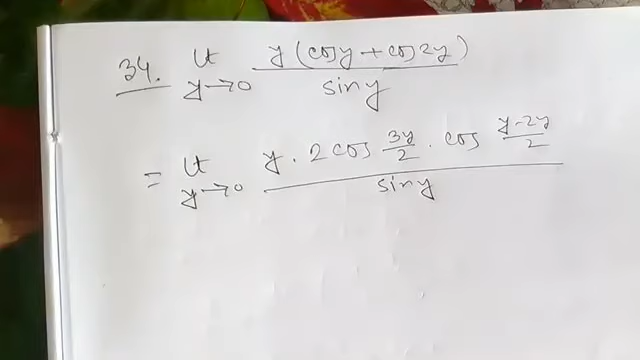 34. lt y→0 y(cosy + cos2y) / siny
= lt y→0 y · 2cos 3y/2 · cos y-2y/2 / siny